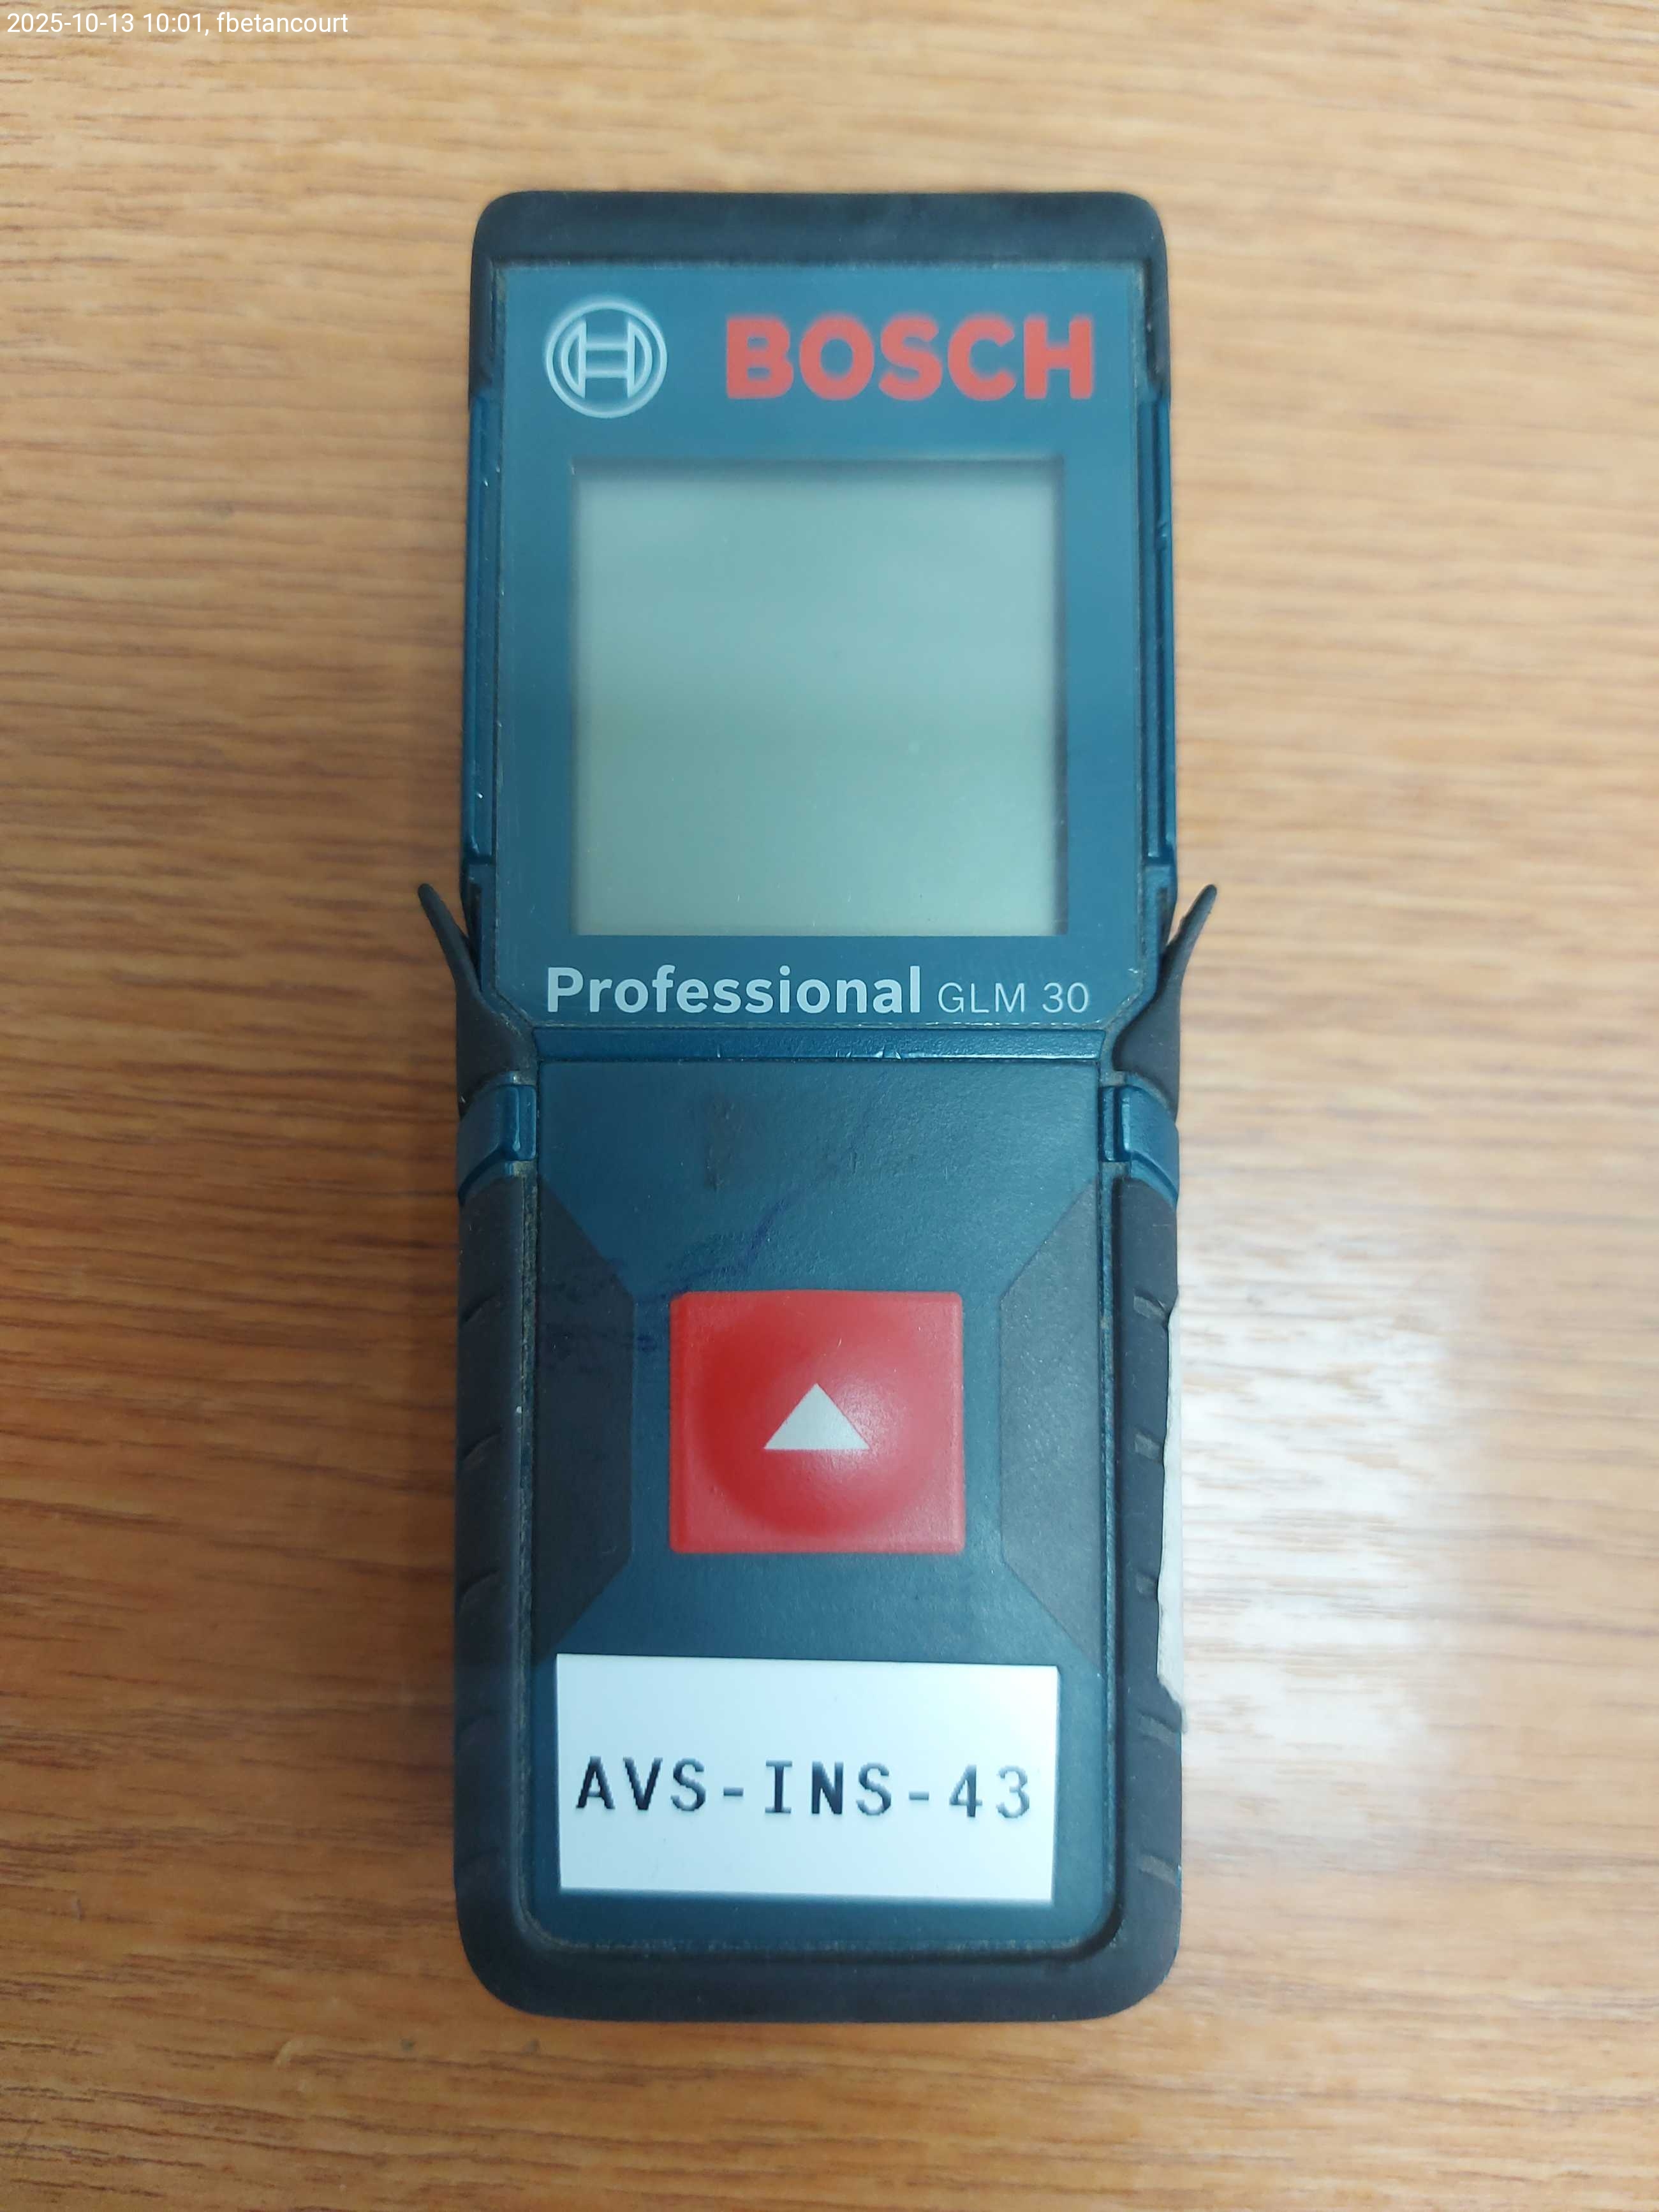 2025-10-13 10:01, fbetancourt
BOSCH
Professional GLM 30
AVS-INS-43